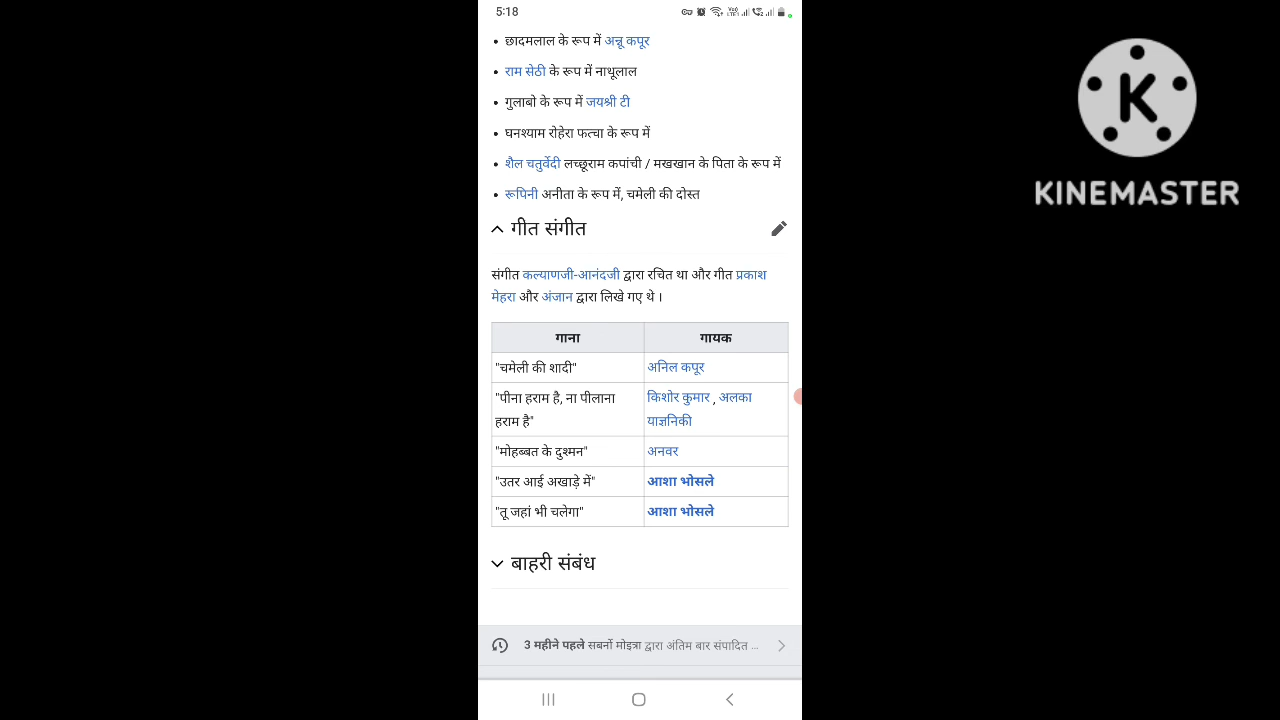 5:18
छादमलाल के रूप में अन्नू कपूर
राम सेठी के रूप में नाथूलाल
गुलाबो के रूप में जयश्री टी
घनश्याम रोहेरा फत्चा के रूप में
शैल चतुर्वेदी लच्छूराम कपांची / मखखान के पिता के रूप में
रूपिनी अनीता के रूप में, चमेली की दोस्त
गीत संगीत
संगीत कल्याणजी-आनंदजी द्वारा रचित था और गीत प्रकाश
मेहरा और अंजान द्वारा लिखे गए थे ।
गाना गायक
"चमेली की शादी" अनिल कपूर
"पीना हराम है, ना पीलाना
हराम है" किशोर कुमार , अलका
याज्ञनिकी
"मोहब्बत के दुश्मन" अनवर
"उतर आई अखाड़े में" आशा भोसले
"तू जहां भी चलेगा" आशा भोसले
बाहरी संबंध
3 महीने पहले सबर्नो मोइत्रा द्वारा अंतिम बार संपादित ...
K
KINEMASTER